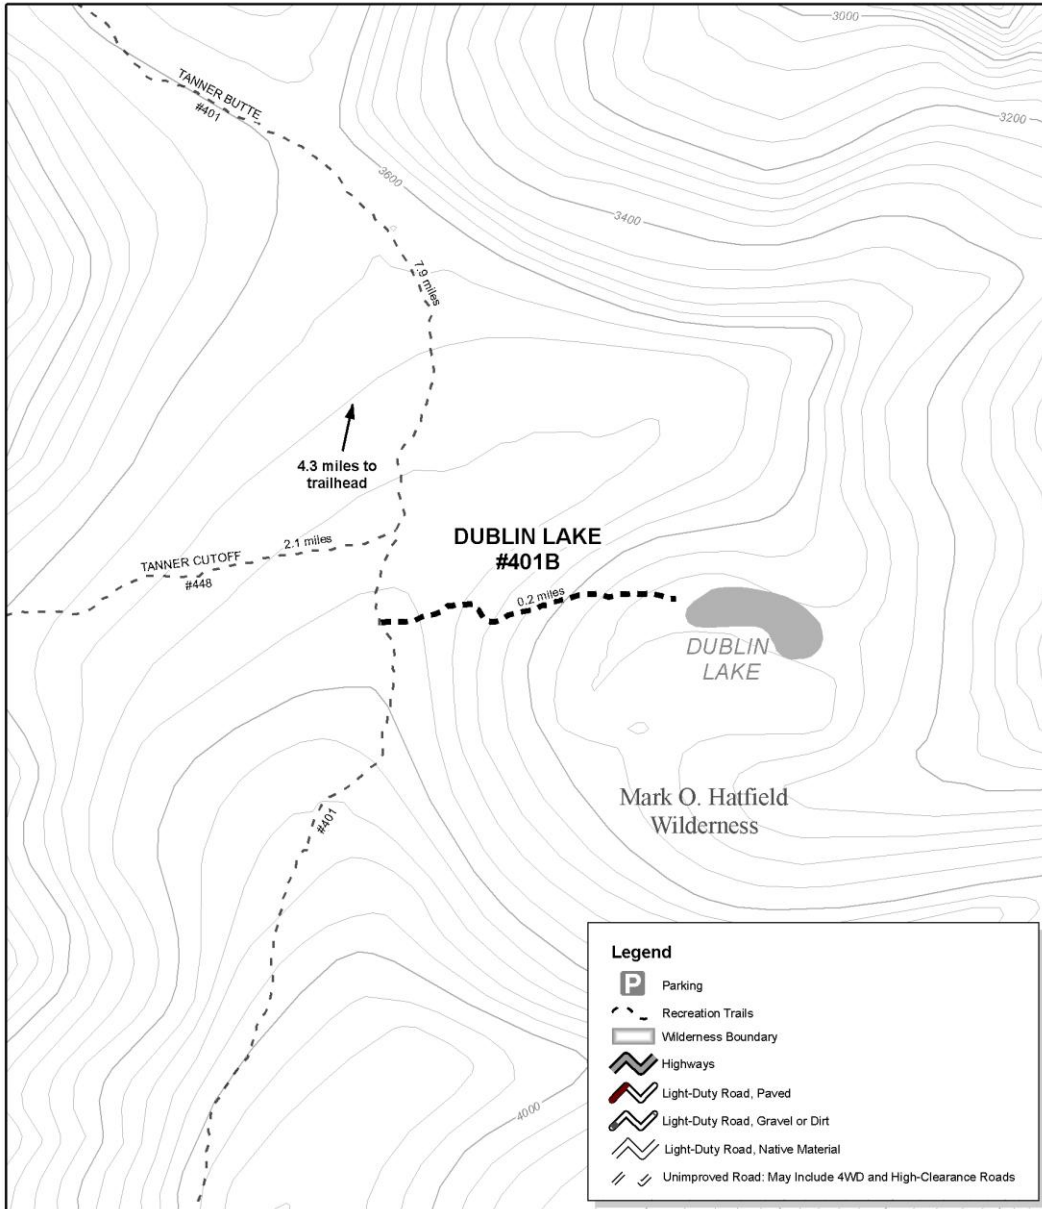 3000
TANNER BUTTE
#401
3200
3600
3400
7.9 miles
4.3 miles to
trailhead
DUBLIN LAKE
#401B
2.1 miles
TANNER CUTOFF
#448
0.2 miles
DUBLIN
LAKE
Mark O. Hatfield
Wilderness
#401
4000
Legend
P Parking
Recreation Trails
Wilderness Boundary
Highways
Light-Duty Road, Paved
Light-Duty Road, Gravel or Dirt
Light-Duty Road, Native Material
Unimproved Road: May Include 4WD and High-Clearance Roads